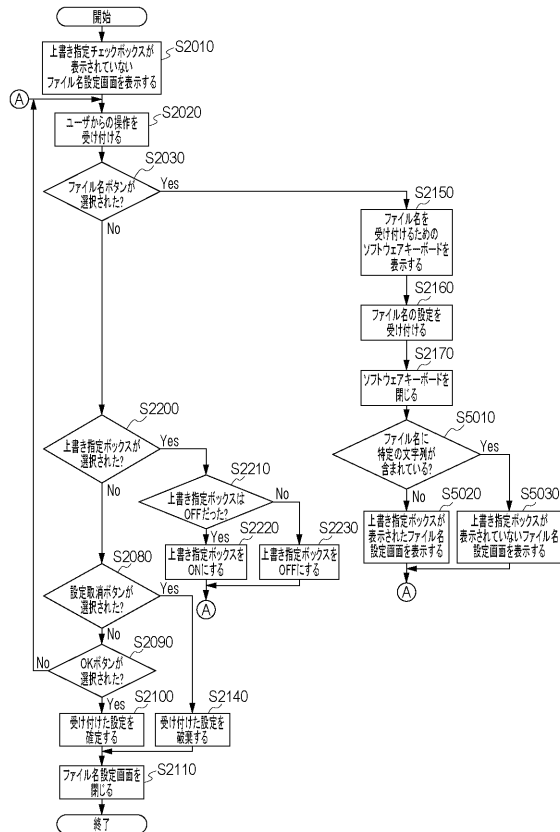 開始
S2010
上書き指定チェックボックスが
表示されていない
ファイル名設定画面を表示する
A
S2020
ユーザからの操作を
受け付ける
S2030
ファイル名ボタンが
選択された?
Yes
No
S2150
ファイル名を
受け付けるための
ソフトウェアキーボードを
表示する
S2160
ファイル名の設定を
受け付ける
S2170
ソフトウェアキーボードを
閉じる
S5010
ファイル名に
特定の文字列が
含まれている?
Yes
No
S5020
上書き指定ボックスが
表示されたファイル名
設定画面を表示する
S5030
上書き指定ボックスが
表示されていないファイル名
設定画面を表示する
A
S2200
上書き指定ボックスが
選択された?
Yes
No
S2210
上書き指定ボックスは
OFFだった?
No
Yes
S2220
上書き指定ボックスを
ONにする
S2230
上書き指定ボックスを
OFFにする
A
S2080
設定取消ボタンが
選択された?
Yes
No
S2090
OKボタンが
選択された?
No
Yes
S2100
受け付けた設定を
確定する
S2140
受け付けた設定を
破棄する
S2110
ファイル名設定画面を
閉じる
終了